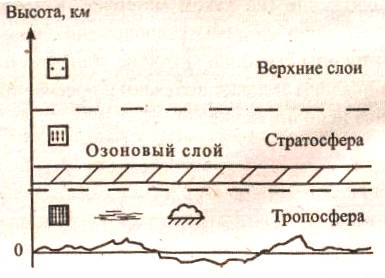 Высота, км
Верхние слои
Стратосфера
Озоновый слой
Тропосфера
0